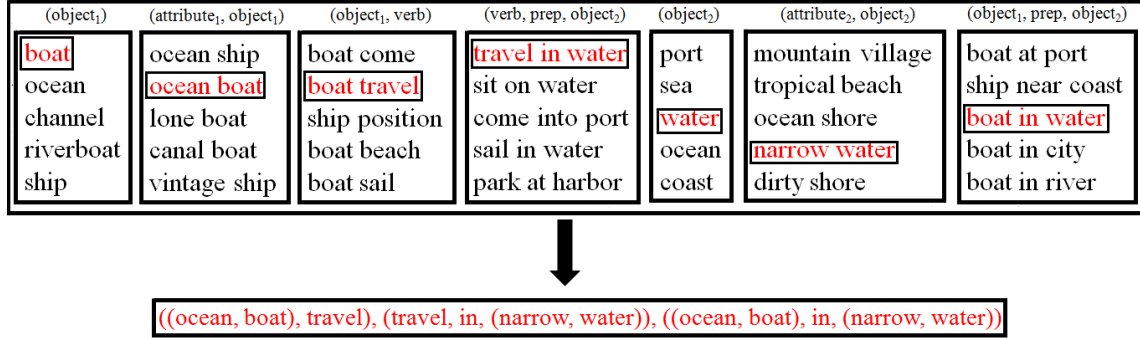 (object₁) (attribute₁, object₁) (object₁, verb) (verb, prep, object₂) (object₂) (attribute₂, object₂) (object₁, prep, object₂)
boat ocean ship boat come travel in water port mountain village boat at port
ocean ocean boat boat travel sit on water sea tropical beach ship near coast
channel lone boat ship position come into port water ocean shore boat in water
riverboat canal boat boat beach sail in water ocean narrow water boat in city
ship vintage ship boat sail park at harbor coast dirty shore boat in river
((ocean, boat), travel), (travel, in, (narrow, water)), ((ocean, boat), in, (narrow, water))